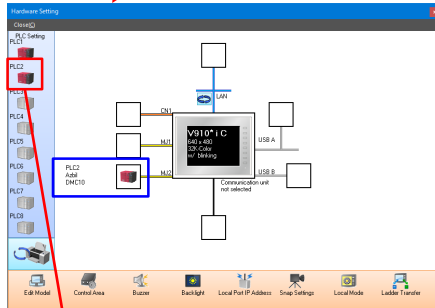 Hardware Setting
Close(C)
PLC Setting
PLC1
PLC2
PLC3
PLC4
PLC5
PLC6
PLC7
PLC8
LAN
CN1
MJ1
MJ2
V910* i C
640 x 480
32K-Color
w/ blinking
USB A
USB B
Communication unit
not selected
PLC2
Azbil
DMC10
Edit Model
Control Area
Buzzer
Backlight
Local Port IP Address
Snap Settings
Local Mode
Ladder Transfer